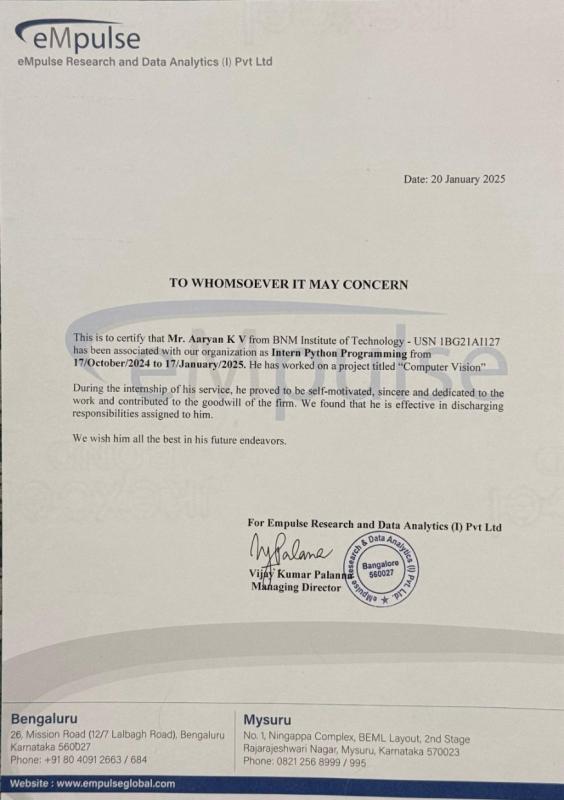 eMpulse
eMpulse Research and Data Analytics (I) Pvt Ltd
Date: 20 January 2025
TO WHOMSOEVER IT MAY CONCERN
This is to certify that Mr. Aaryan K V from BNM Institute of Technology - USN 1BG21AI127
has been associated with our organization as Intern Python Programming from
17/October/2024 to 17/January/2025. He has worked on a project titled “Computer Vision”
During the internship of his service, he proved to be self-motivated, sincere and dedicated to the
work and contributed to the goodwill of the firm. We found that he is effective in discharging
responsibilities assigned to him.
We wish him all the best in his future endeavors.
eMpulse
For Empulse Research and Data Analytics (I) Pvt Ltd
Vijay Kumar Palanna
Managing Director
eMpulse Research & Data Analytics (I) Pvt. Ltd. ★
Bangalore
560027
Bengaluru
26, Mission Road (12/7 Lalbagh Road), Bengaluru
Karnataka 560027
Phone: +91 80 4091 2663 / 684
Mysuru
No. 1, Ningappa Complex, BEML Layout, 2nd Stage
Rajarajeshwari Nagar, Mysuru, Karnataka 570023
Phone: 0821 256 8999 / 995
Website : www.empulseglobal.com